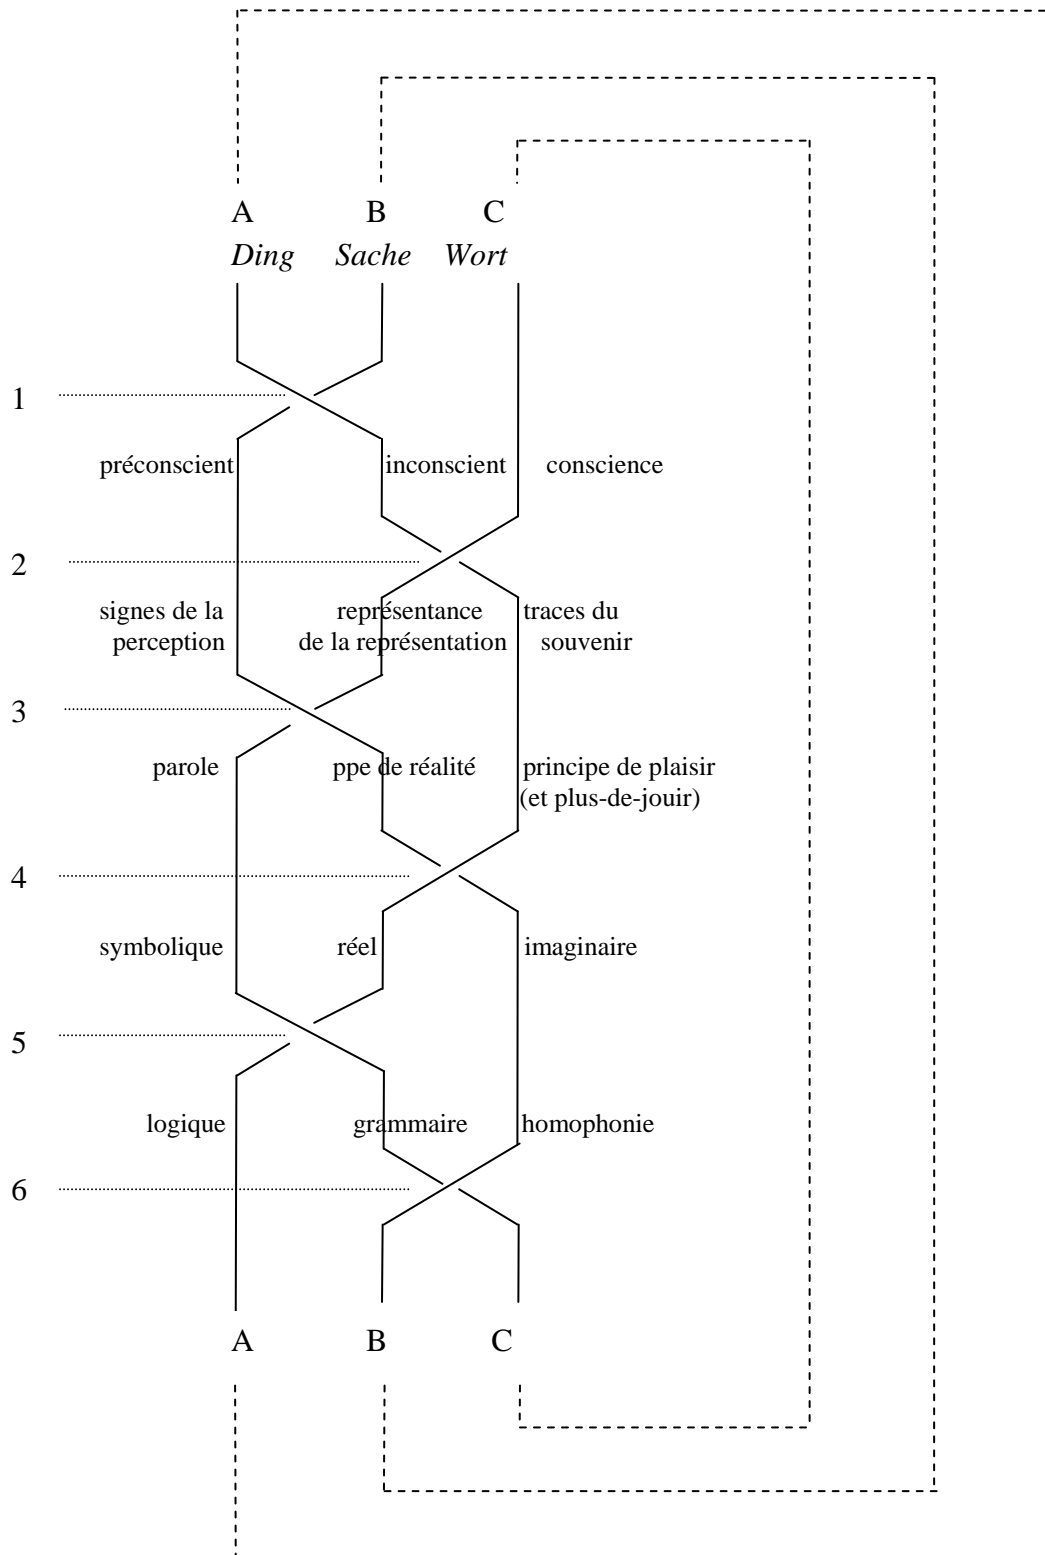 A B C
Ding Sache Wort
1
préconscient inconscient conscience
2
signes de la représentance traces du
perception de la représentation souvenir
3
parole ppe de réalité principe de plaisir
(et plus-de-jouir)
4
symbolique réel imaginaire
5
logique grammaire homophonie
6
A B C